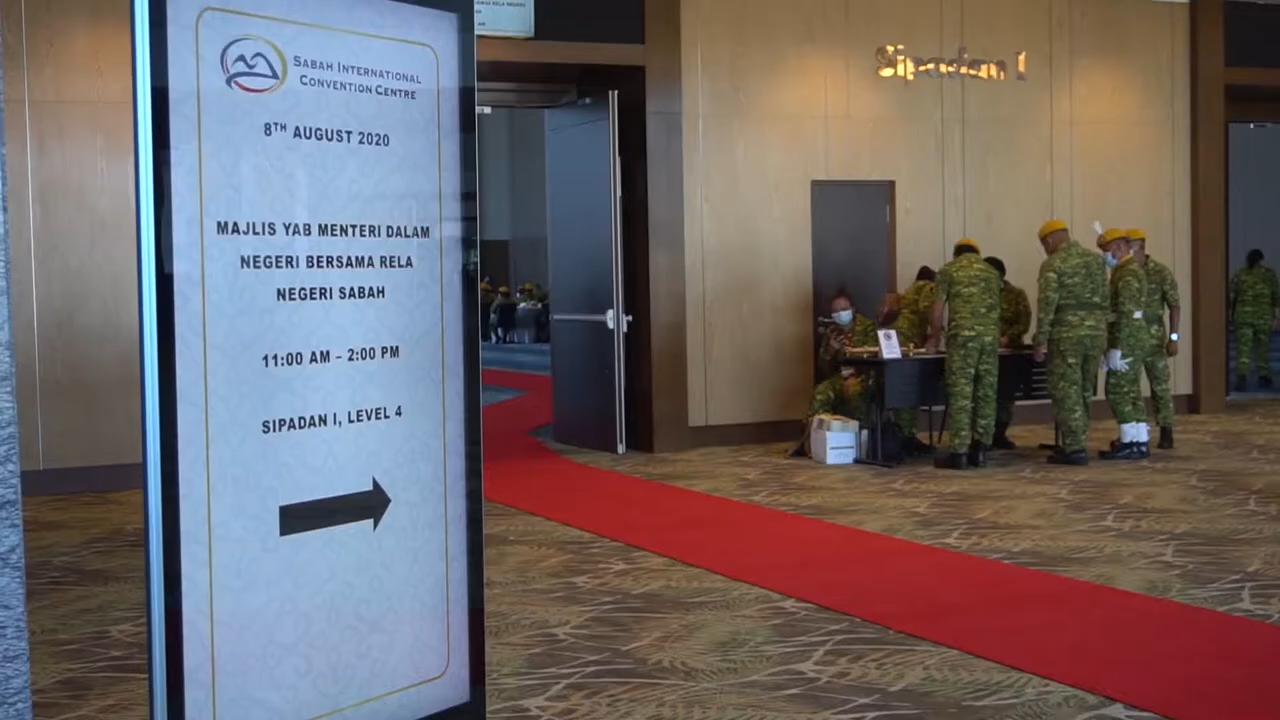 SABAH INTERNATIONAL
CONVENTION CENTRE
8TH AUGUST 2020
MAJLIS YAB MENTERI DALAM
NEGERI BERSAMA RELA
NEGERI SABAH
11:00 AM – 2:00 PM
SIPADAN I, LEVEL 4
Sipadan I